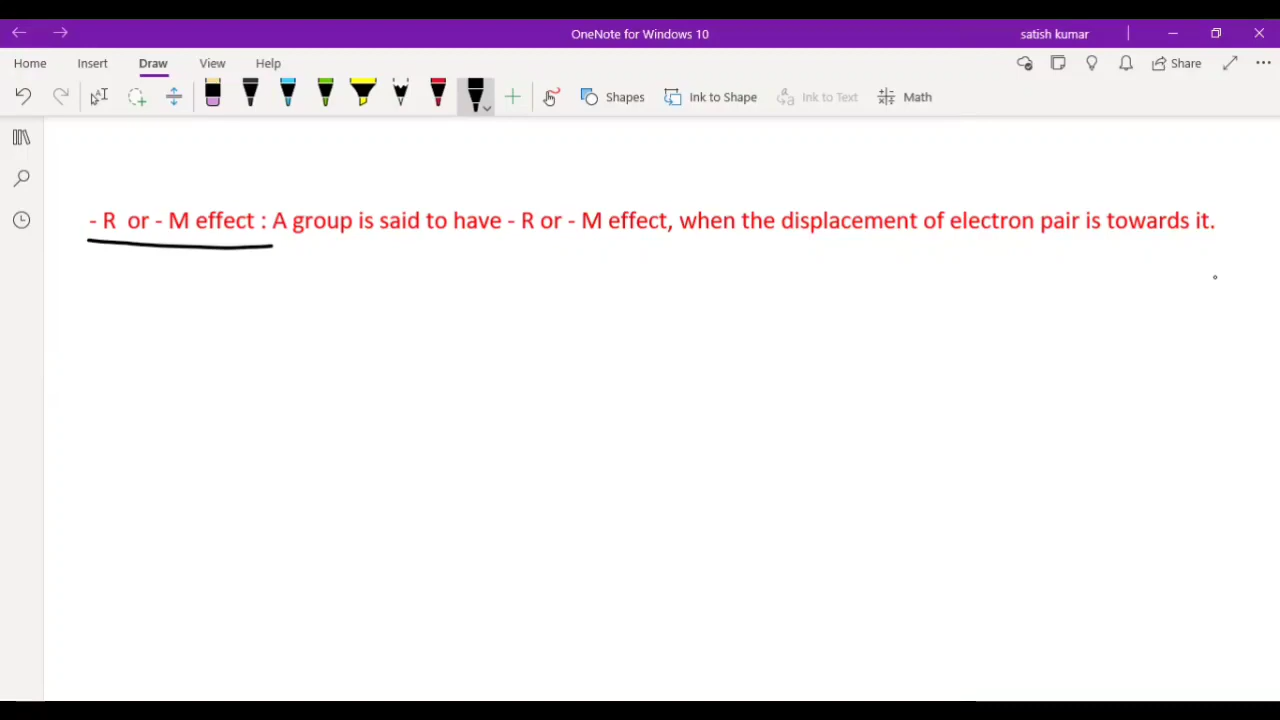 OneNote for Windows 10
satish kumar
Home Insert Draw View Help
Share
Shapes Ink to Shape Ink to Text Math
- R  or - M effect : A group is said to have - R or - M effect, when the displacement of electron pair is towards it.